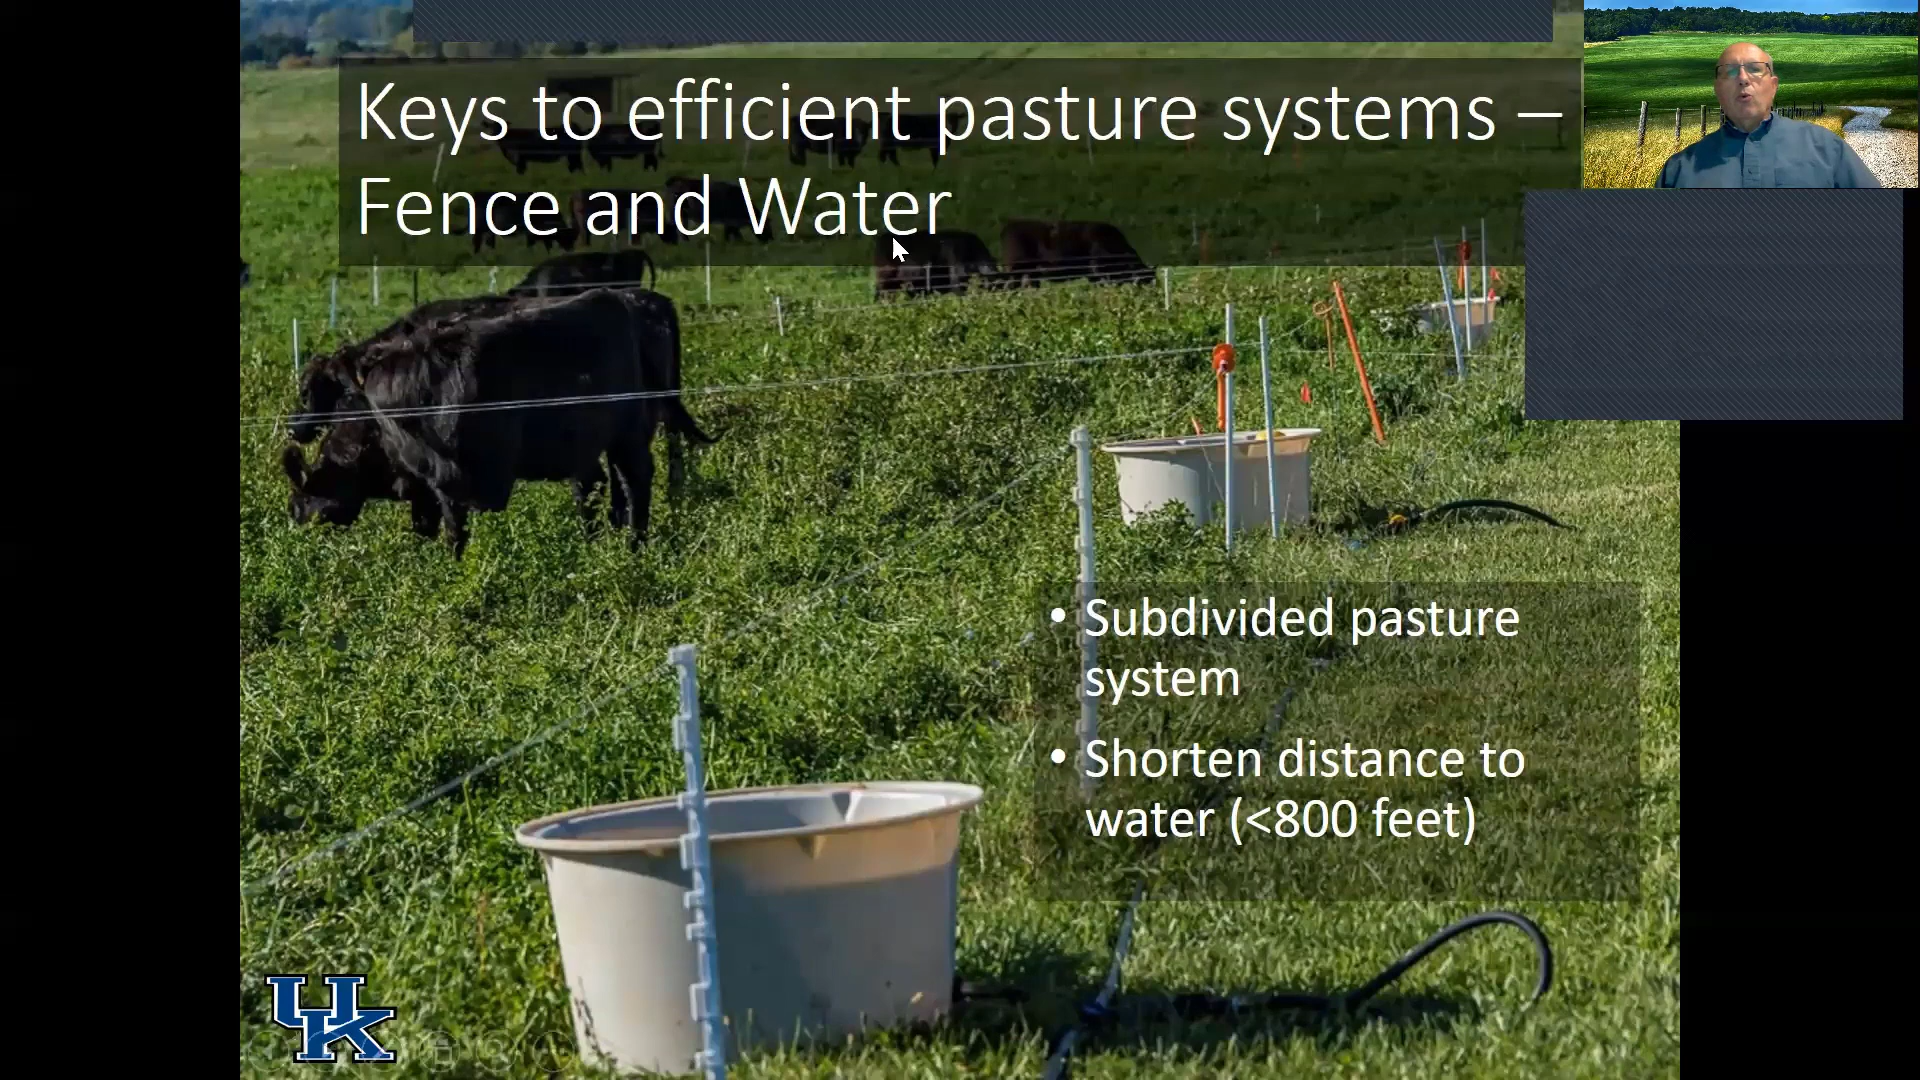 Keys to efficient pasture systems –
Fence and Water
• Subdivided pasture
system
• Shorten distance to
water (<800 feet)
UK